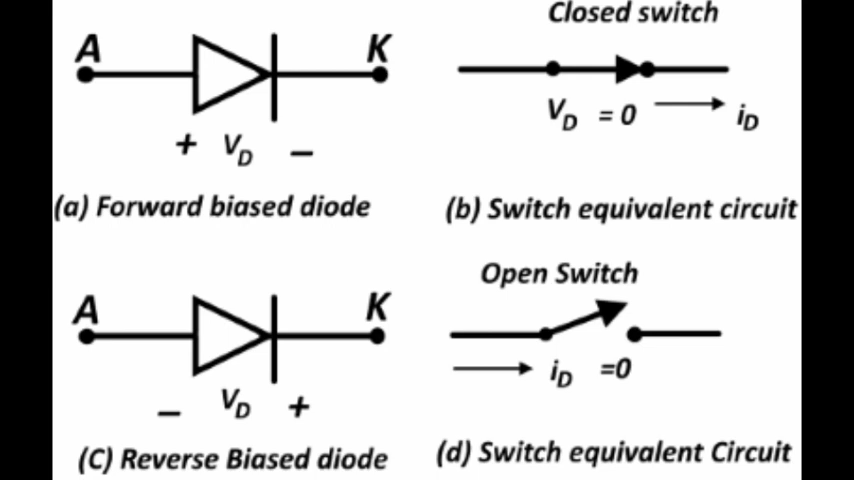 Closed switch
A K
V_D = 0 i_D
+ V_D –
(a) Forward biased diode
(b) Switch equivalent circuit
Open Switch
A K
i_D =0
– V_D +
(C) Reverse Biased diode
(d) Switch equivalent Circuit